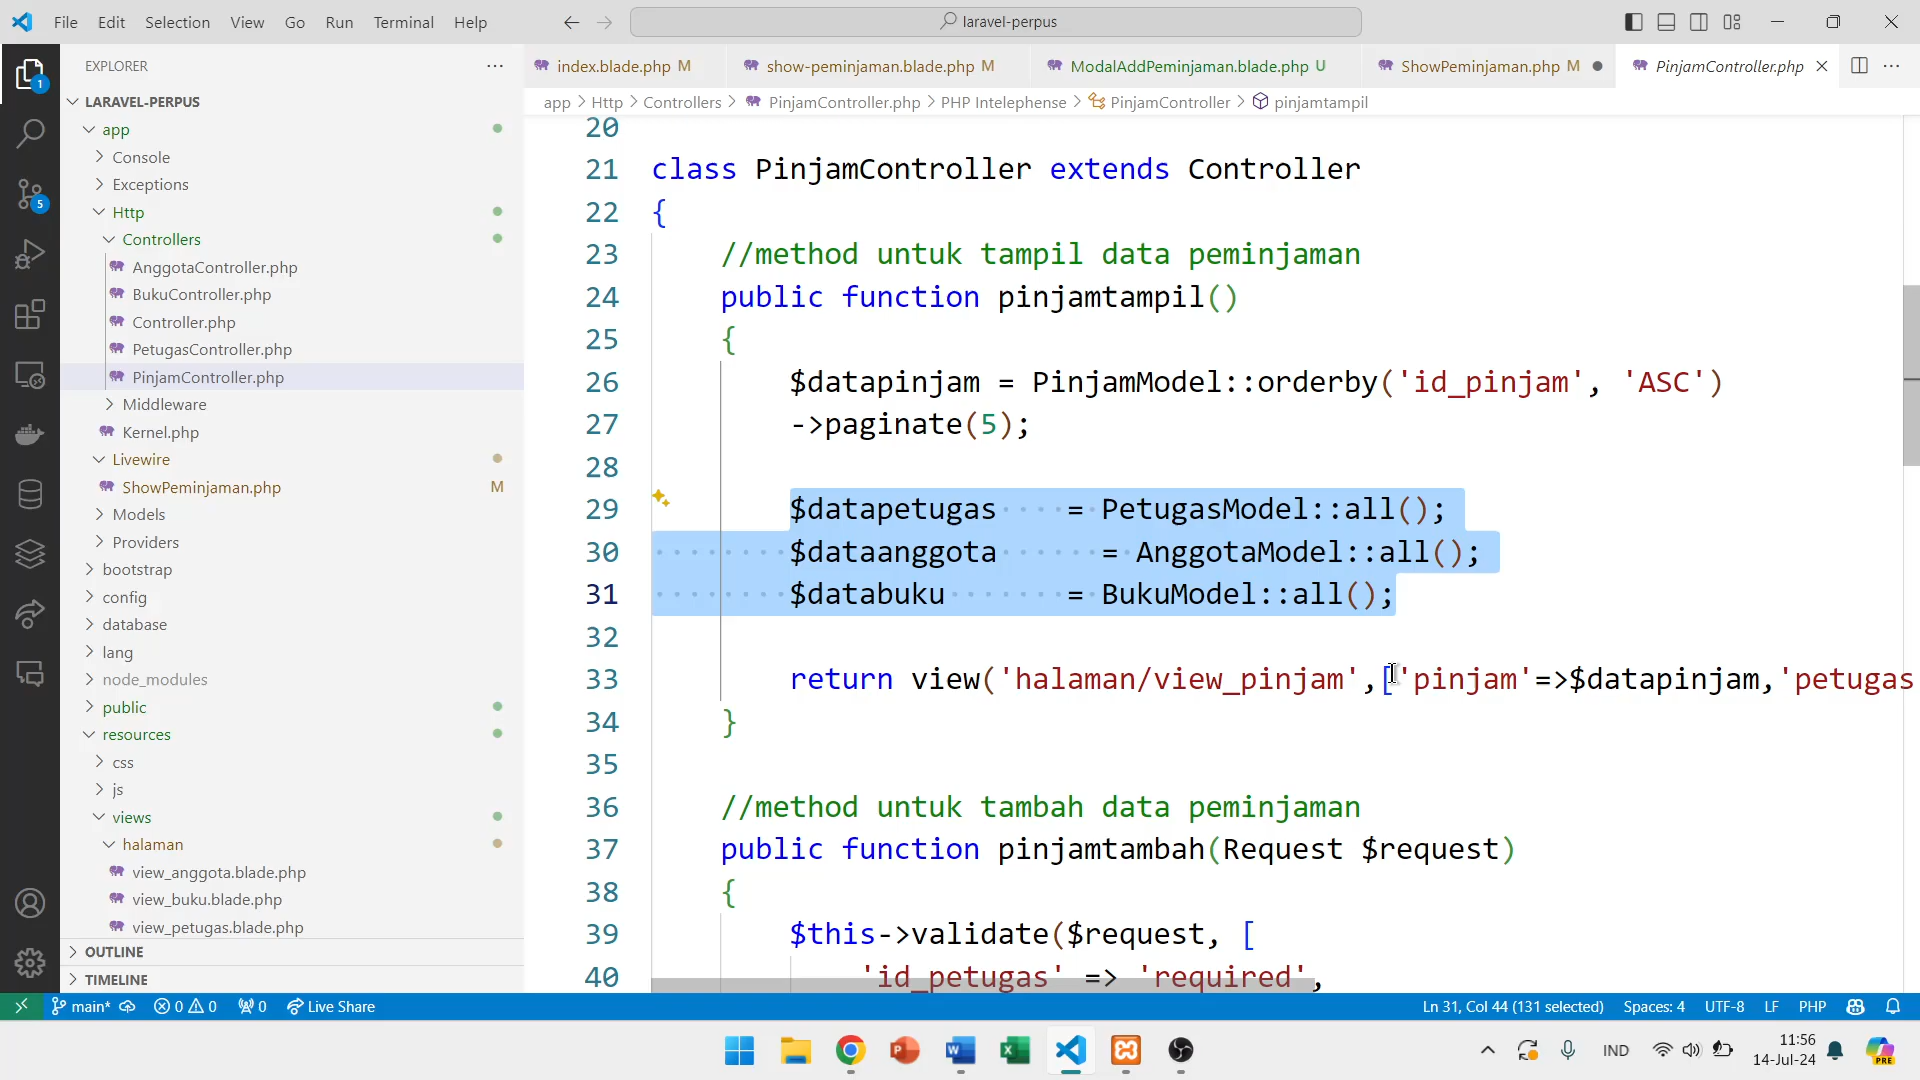 File Edit Selection View Go Run Terminal Help
laravel-perpus
EXPLORER
index.blade.php M
show-peminjaman.blade.php M
ModalAddPeminjaman.blade.php U
ShowPeminjaman.php M
PinjamController.php
app > Http > Controllers > PinjamController.php > PHP Intelephense > PinjamController > pinjamtampil
1
5
LARAVEL-PERPUS
app
Console
Exceptions
Http
Controllers
AnggotaController.php
BukuController.php
Controller.php
PetugasController.php
PinjamController.php
Middleware
Kernel.php
Livewire
ShowPeminjaman.php M
Models
Providers
bootstrap
config
database
lang
node_modules
public
resources
css
js
views
halaman
view_anggota.blade.php
view_buku.blade.php
view_petugas.blade.php
OUTLINE
TIMELINE
20
21 class PinjamController extends Controller
22 {
23 //method untuk tampil data peminjaman
24 public function pinjamtampil()
25 {
26 $datapinjam = PinjamModel::orderby('id_pinjam', 'ASC')
27 ->paginate(5);
28
29 $datapetugas = PetugasModel::all();
30 $dataanggota = AnggotaModel::all();
31 $databuku = BukuModel::all();
32
33 return view('halaman/view_pinjam',['pinjam'=>$datapinjam,'petugas
34 }
35
36 //method untuk tambah data peminjaman
37 public function pinjamtambah(Request $request)
38 {
39 $this->validate($request, [
40 'id_petugas' => 'required',
main* 0 0 0 Live Share
Ln 31, Col 44 (131 selected) Spaces: 4 UTF-8 LF PHP
IND
11:56
14-Jul-24
PRE